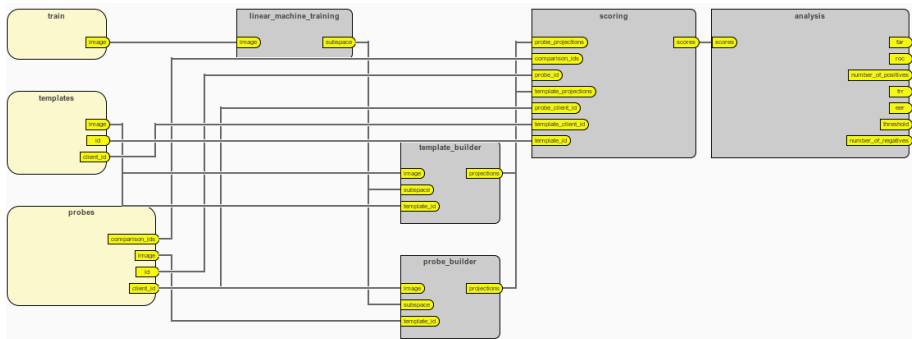 train
image
linear_machine_training
image
subspace
scoring
probe_projections
comparison_ids
probe_id
template_projections
probe_client_id
template_client_id
template_id
scores
analysis
scores
far
roc
number_of_positives
frr
eer
threshold
number_of_negatives
templates
image
id
client_id
template_builder
image
subspace
template_id
projections
probes
comparison_ids
image
id
client_id
probe_builder
image
subspace
template_id
projections